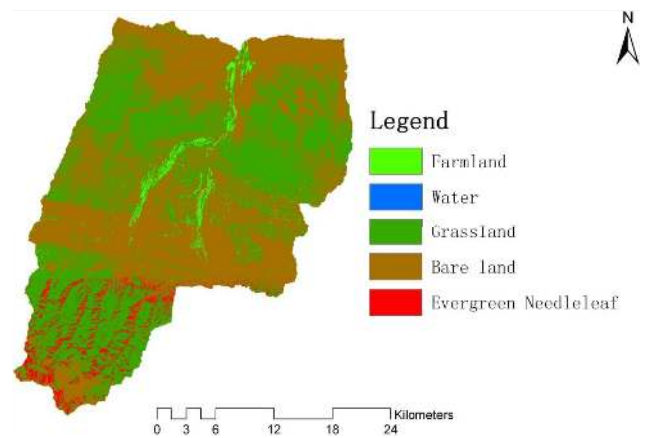 N
Legend
Farmland
Water
Grassland
Bare land
Evergreen Needleleaf
Kilometers
0 3 6 12 18 24